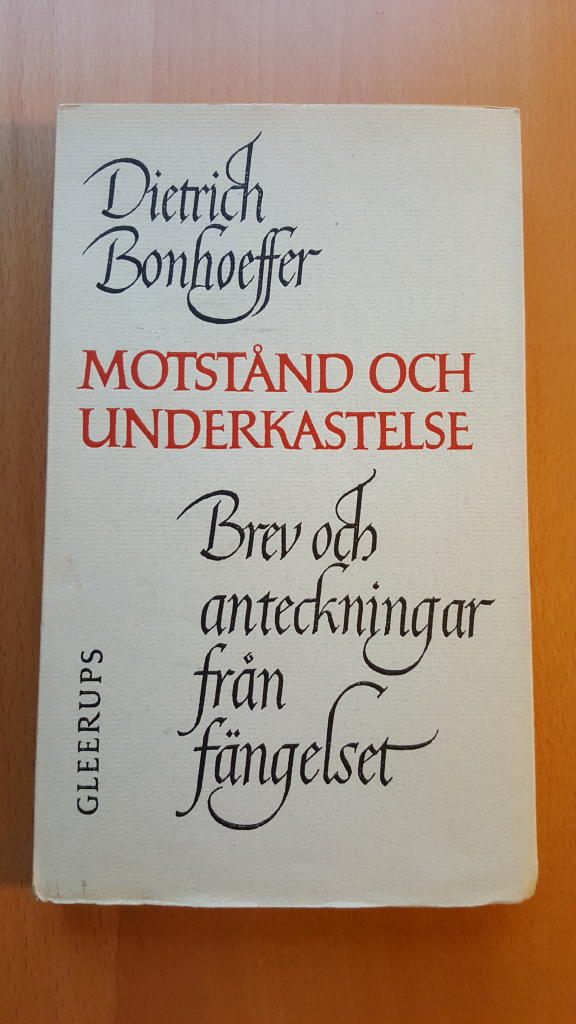 Dietrich
Bonhoeffer
MOTSTÅND OCH
UNDERKASTELSE
Brev och
anteckningar
från
fängelset
GLEERUPS